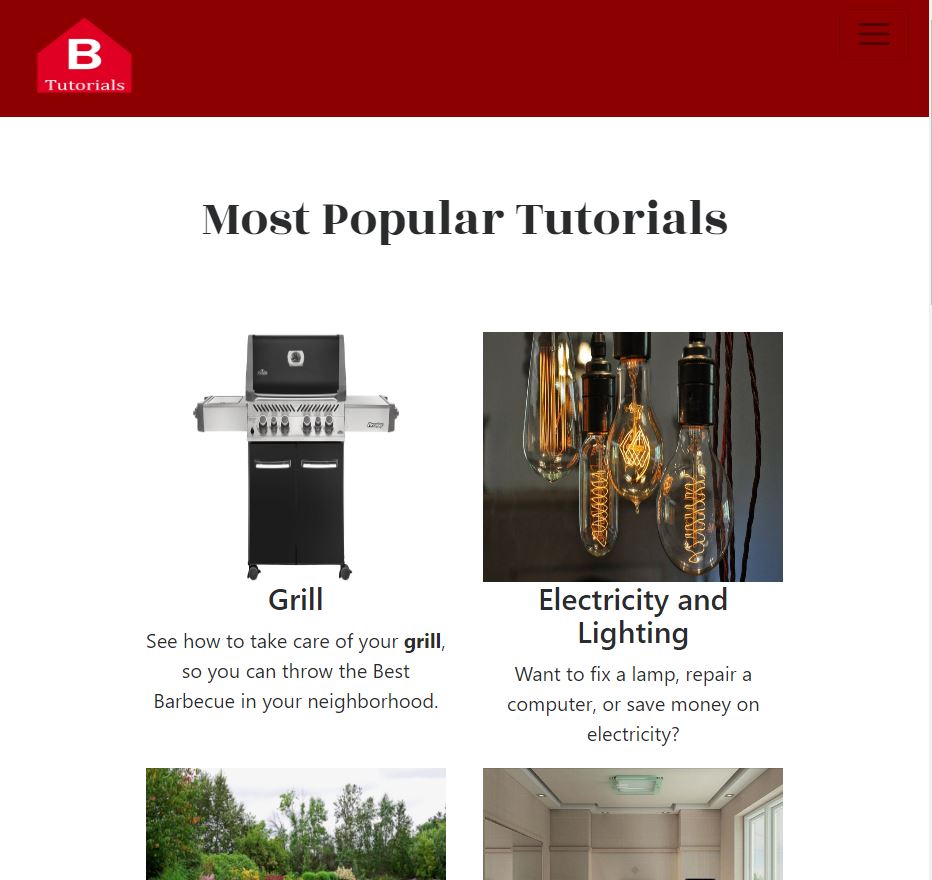 B
Tutorials
Most Popular Tutorials
Grill
See how to take care of your grill,
so you can throw the Best
Barbecue in your neighborhood.
Electricity and
Lighting
Want to fix a lamp, repair a
computer, or save money on
electricity?